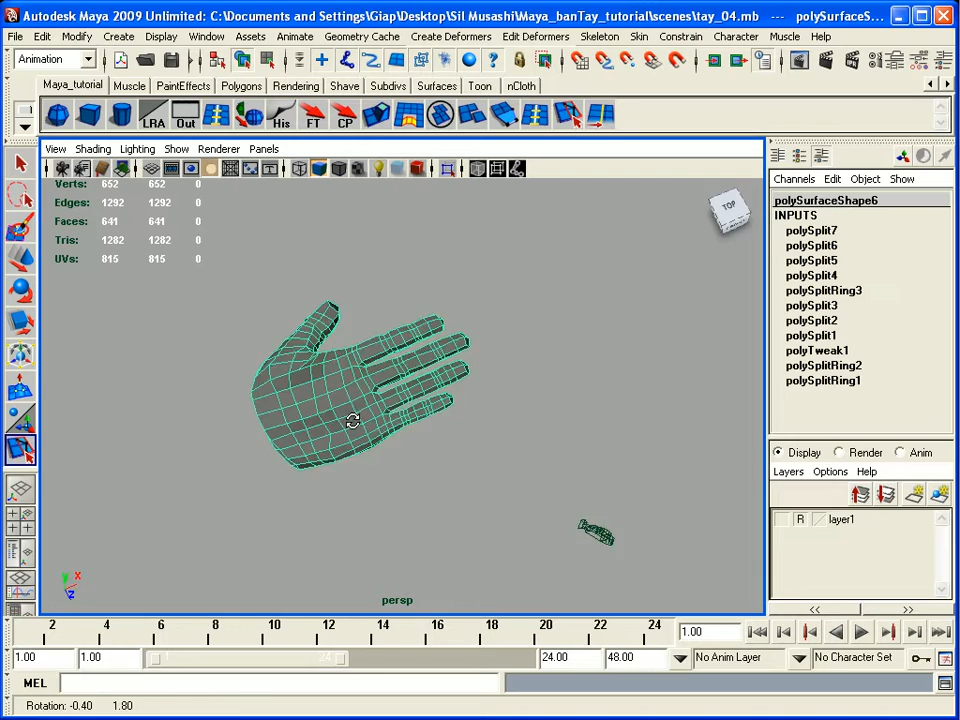 Autodesk Maya 2009 Unlimited: C:\Documents and Settings\Giap\Desktop\Sil Musashi\Maya_banTay_tutorial\scenes\tay_04.mb --- polySurfaceS...
File Edit Modify Create Display Window Assets Animate Geometry Cache Create Deformers Edit Deformers Skeleton Skin Constrain Character Muscle Help
Animation
Maya_tutorial Muscle PaintEffects Polygons Rendering Shave Subdivs Surfaces Toon nCloth
LRA Out His FT CP
View Shading Lighting Show Renderer Panels
Verts: 652 652 0
Edges: 1292 1292 0
Faces: 641 641 0
Tris: 1282 1282 0
UVs: 815 815 0
TOP
y x z
persp
Channels Edit Object Show
polySurfaceShape6
INPUTS
polySplit7
polySplit6
polySplit5
polySplit4
polySplitRing3
polySplit3
polySplit2
polySplit1
polyTweak1
polySplitRing2
polySplitRing1
Display Render Anim
Layers Options Help
R layer1
<< >>
2 4 6 8 10 12 14 16 18 20 22 24
1.00
1.00 1.00 24 24.00 48.00 No Anim Layer No Character Set
MEL
Rotation: -0.40 1.80